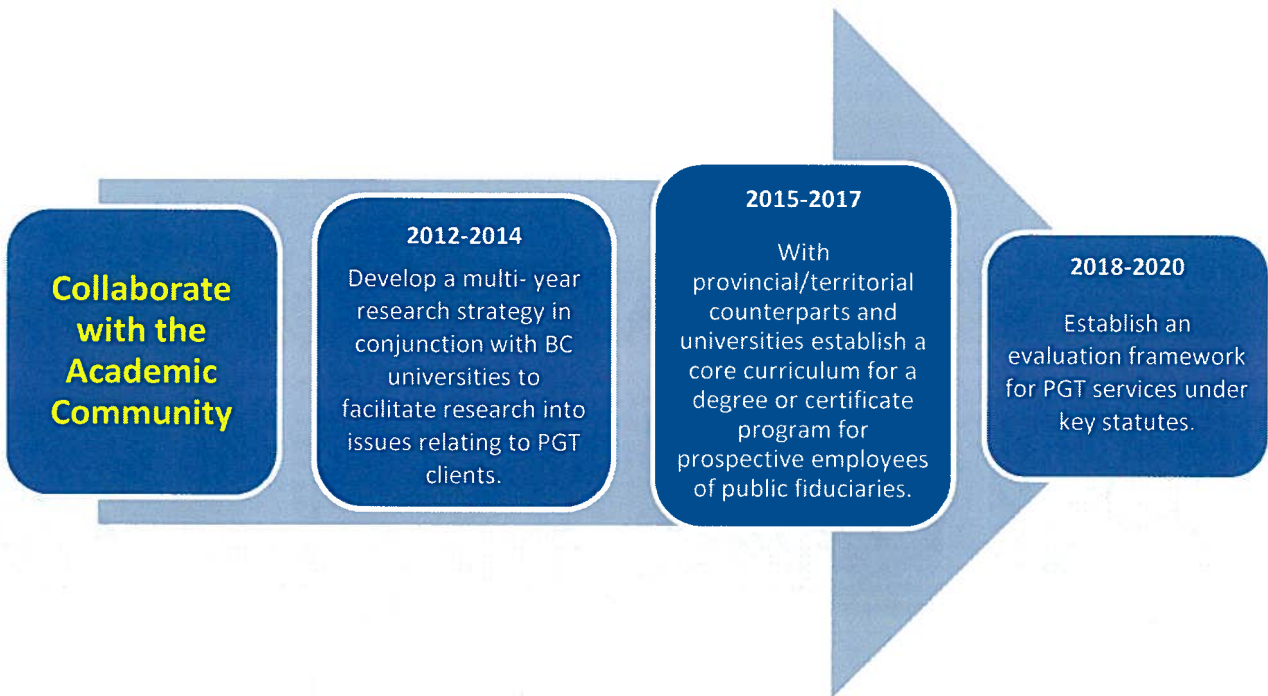 Collaborate
with the
Academic
Community
2012-2014
Develop a multi- year
research strategy in
conjunction with BC
universities to
facilitate research into
issues relating to PGT
clients.
2015-2017
With
provincial/territorial
counterparts and
universities establish a
core curriculum for a
degree or certificate
program for
prospective employees
of public fiduciaries.
2018-2020
Establish an
evaluation framework
for PGT services under
key statutes.